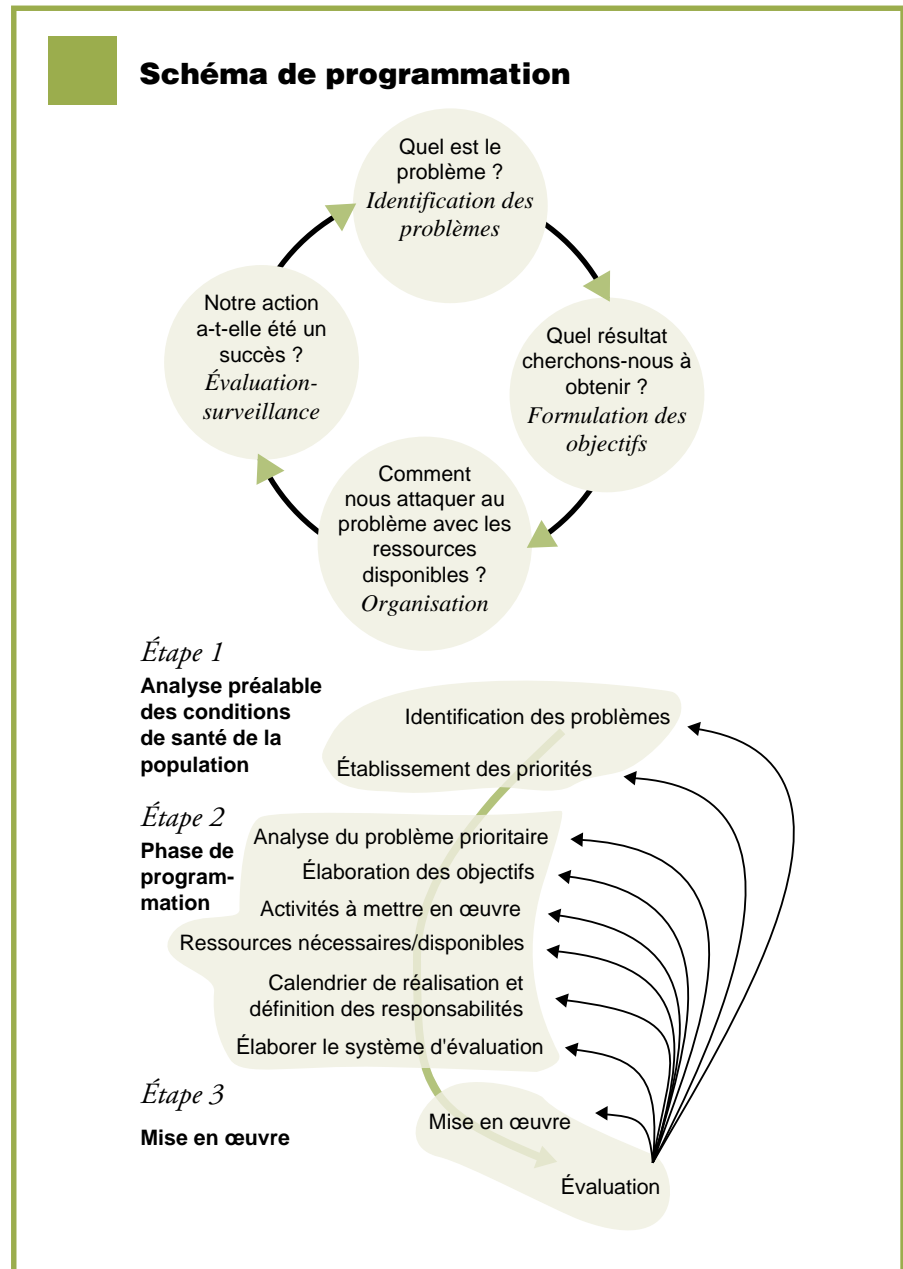 Schéma de programmation
Quel est le
problème ?
Identification des
problèmes
Quel résultat
cherchons-nous à
obtenir ?
Formulation des
objectifs
Comment
nous attaquer au
problème avec les
ressources
disponibles ?
Organisation
Notre action
a-t-elle été un
succès ?
Évaluation-
surveillance
Étape 1
Analyse préalable
des conditions
de santé de la
population
Identification des problèmes
Établissement des priorités
Étape 2
Phase de
program-
mation
Analyse du problème prioritaire
Élaboration des objectifs
Activités à mettre en œuvre
Ressources nécessaires/disponibles
Calendrier de réalisation et
définition des responsabilités
Élaborer le système d'évaluation
Étape 3
Mise en œuvre
Mise en œuvre
Évaluation